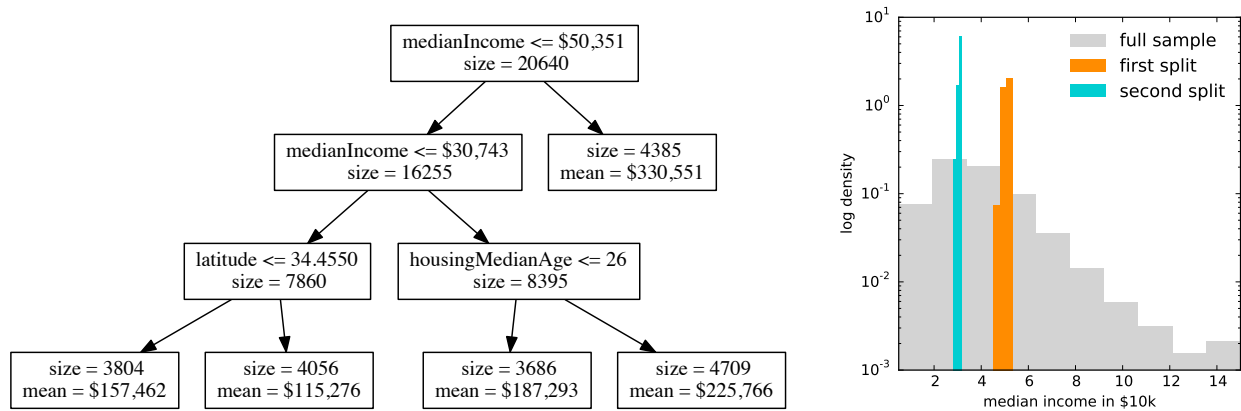 medianIncome <= $50,351
size = 20640
medianIncome <= $30,743
size = 16255
size = 4385
mean = $330,551
latitude <= 34.4550
size = 7860
housingMedianAge <= 26
size = 8395
size = 3804
mean = $157,462
size = 4056
mean = $115,276
size = 3686
mean = $187,293
size = 4709
mean = $225,766
full sample
first split
second split
log density
10^1
10^0
10^-1
10^-2
10^-3
2 4 6 8 10 12 14
median income in $10k